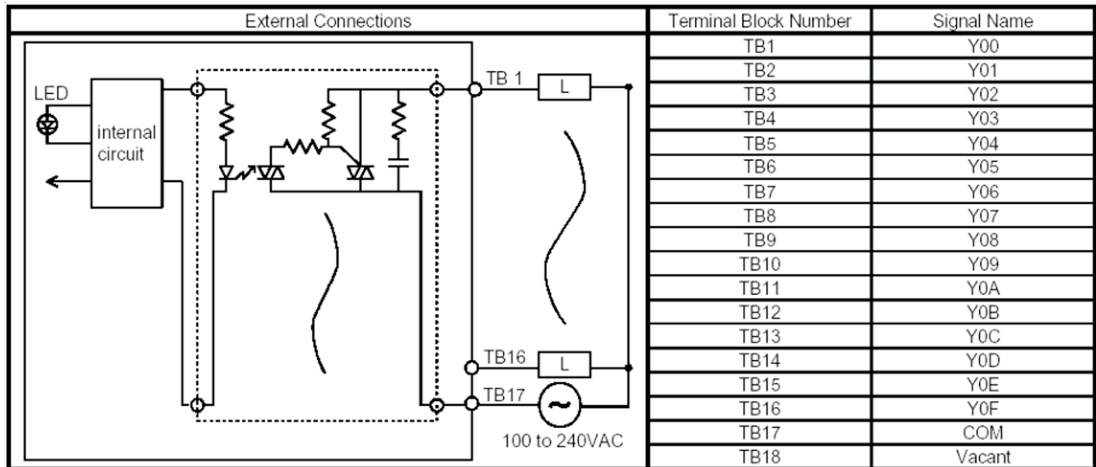 External Connections
Terminal Block Number Signal Name
LED
internal
circuit
TB 1
L
TB16
L
TB17
~
100 to 240VAC
TB1 Y00
TB2 Y01
TB3 Y02
TB4 Y03
TB5 Y04
TB6 Y05
TB7 Y06
TB8 Y07
TB9 Y08
TB10 Y09
TB11 Y0A
TB12 Y0B
TB13 Y0C
TB14 Y0D
TB15 Y0E
TB16 Y0F
TB17 COM
TB18 Vacant